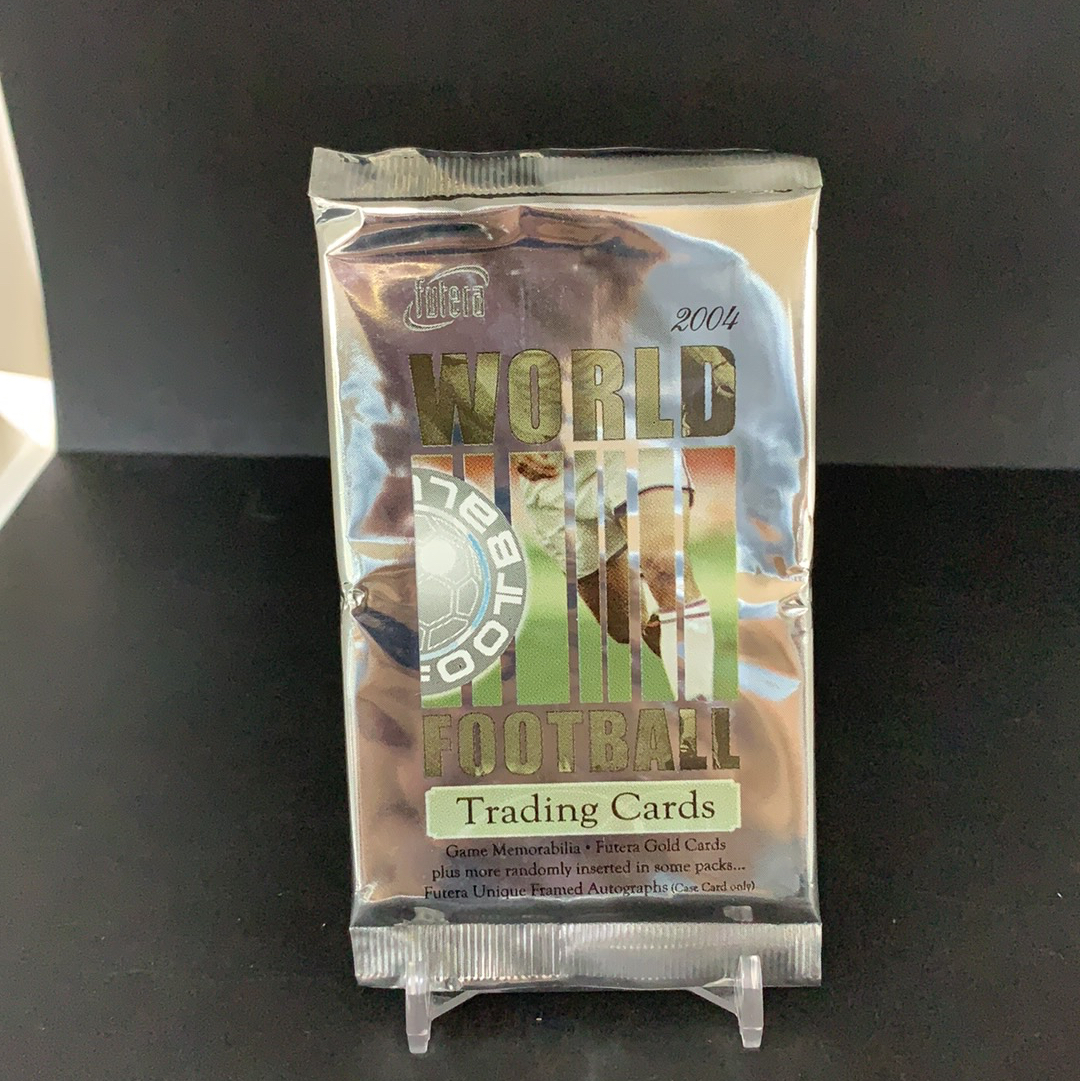 futera
2004
WORLD
FOOTBALL
Trading Cards
Game Memorabilia • Futera Gold Cards
plus more randomly inserted in some packs...
Futera Unique Framed Autographs (Case Card only)